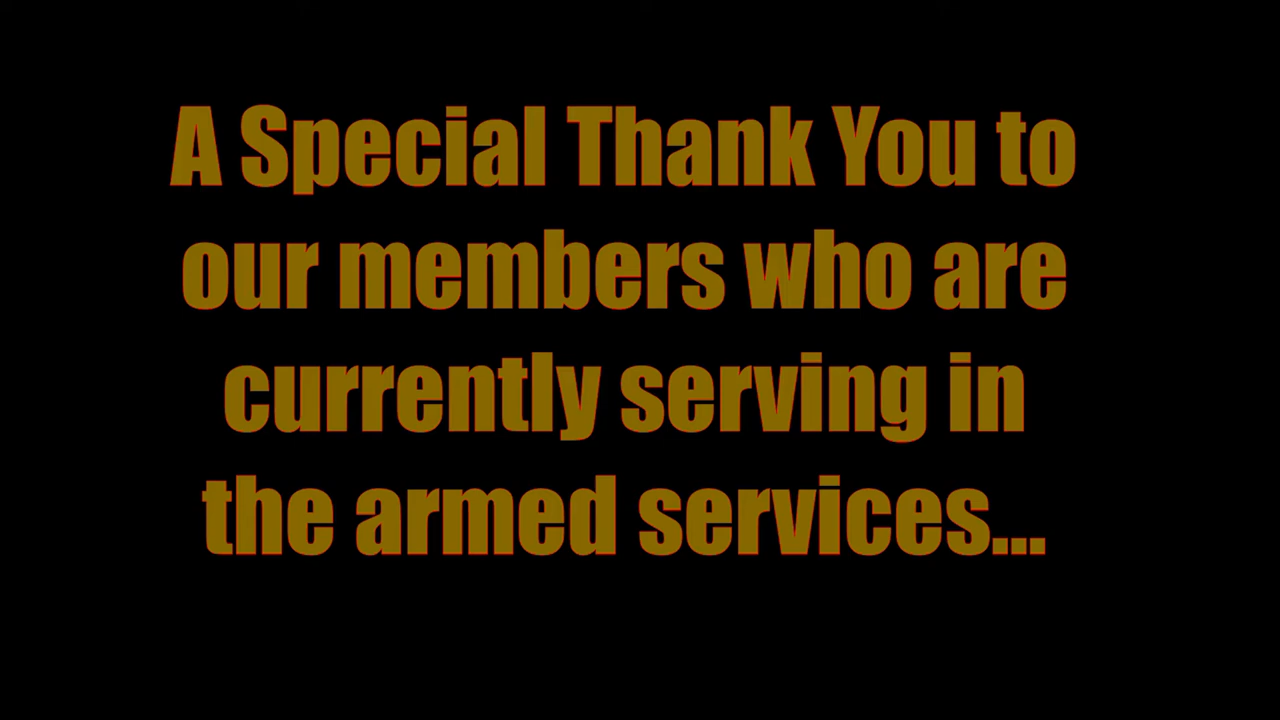 A Special Thank You to
our members who are
currently serving in
the armed services...